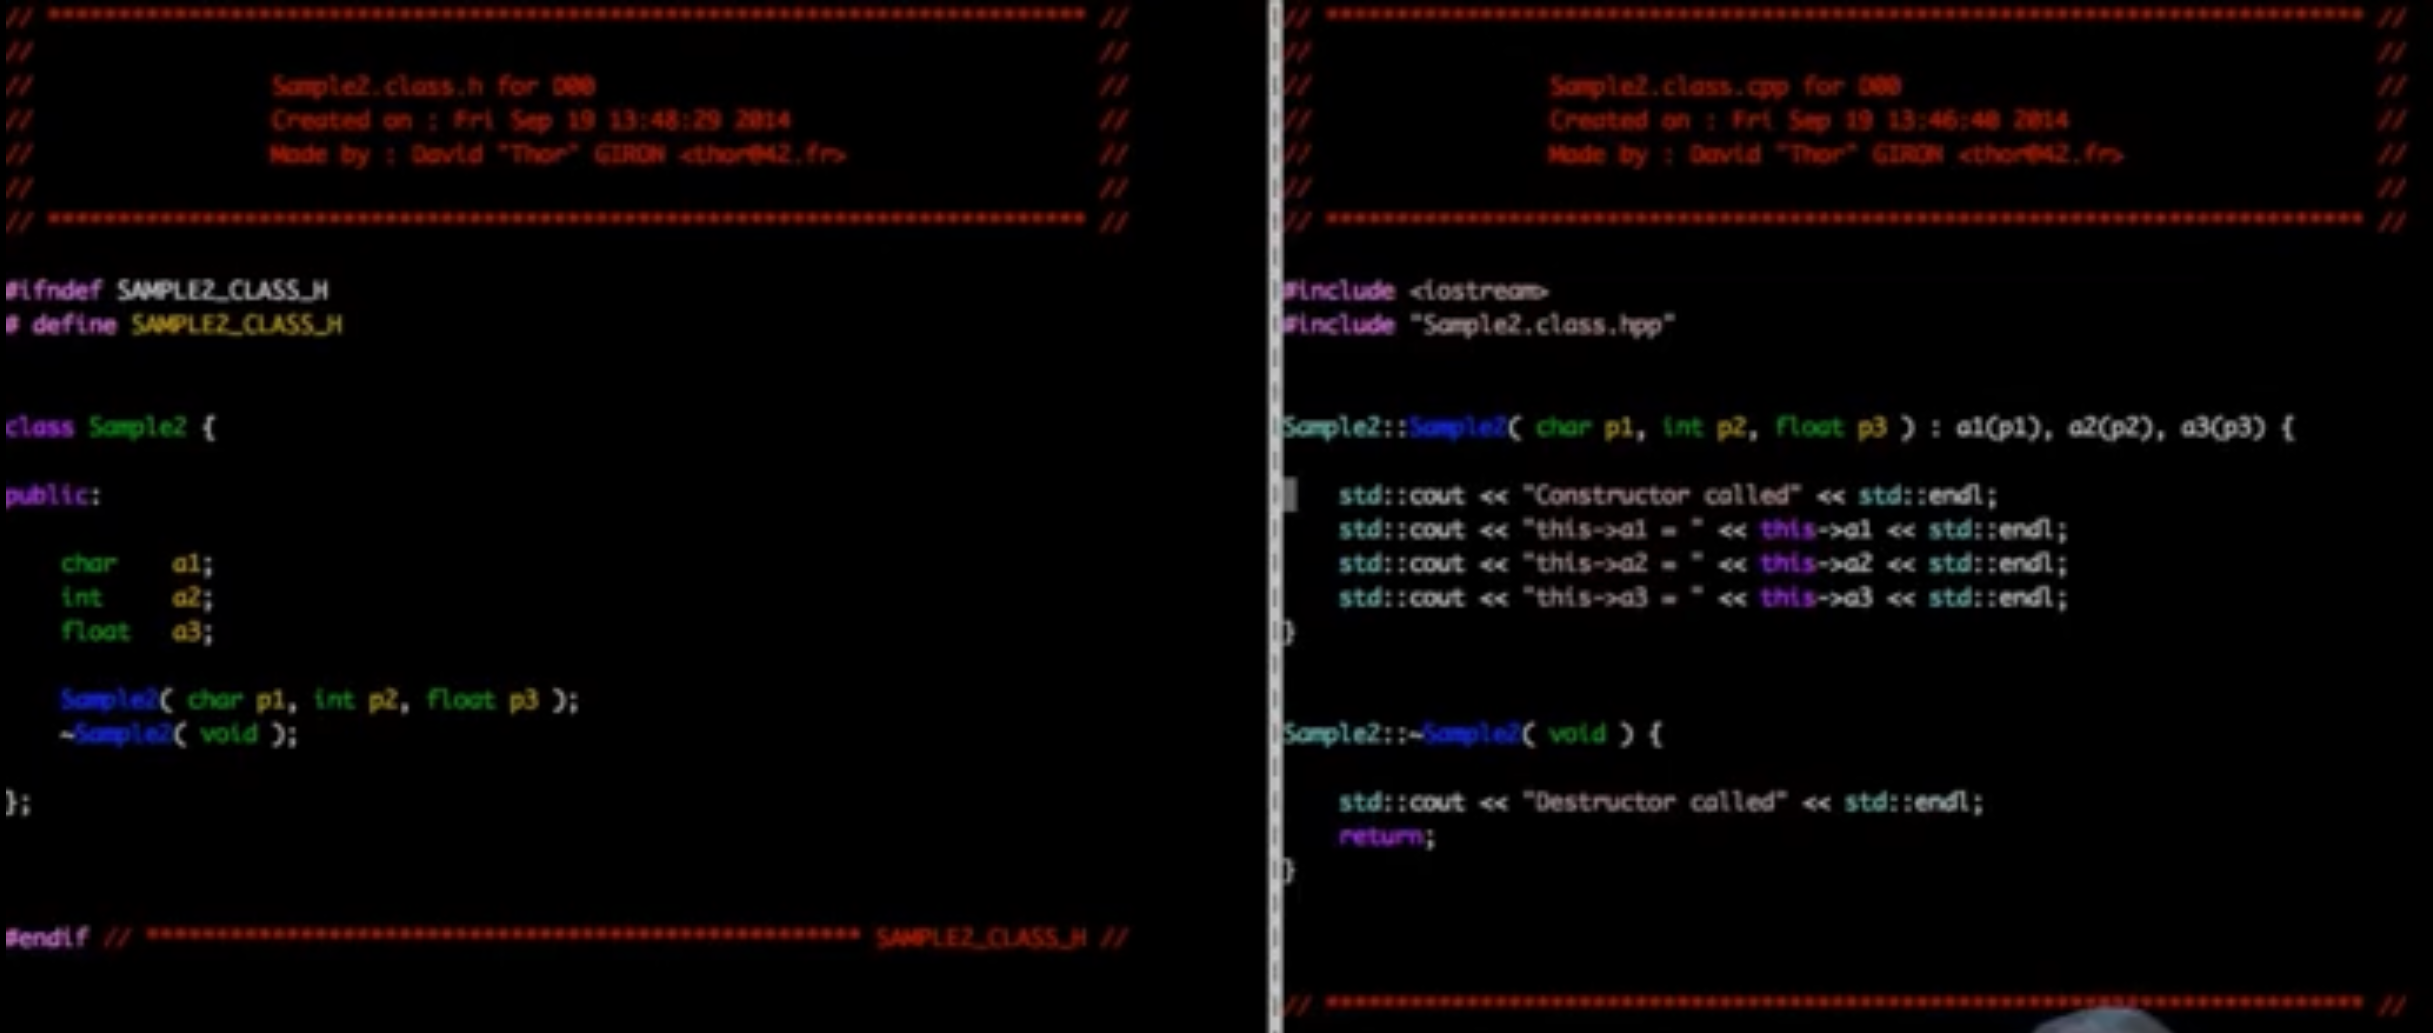 // ************************************************************************** //
// //
// Sample2.class.h for D00 //
// Created on : Fri Sep 19 13:48:29 2014 //
// Made by : David "Thor" GIRON <thor@42.fr> //
// //
// ************************************************************************** //
#ifndef SAMPLE2_CLASS_H
# define SAMPLE2_CLASS_H
class Sample2 {
public:
char a1;
int a2;
float a3;
Sample2( char p1, int p2, float p3 );
~Sample2( void );
};
#endif // *************************************************** SAMPLE2_CLASS_H //
// ************************************************************************** //
// //
// Sample2.class.cpp for D00 //
// Created on : Fri Sep 19 13:46:40 2014 //
// Made by : David "Thor" GIRON <thor@42.fr> //
// //
// ************************************************************************** //
#include <iostream>
#include "Sample2.class.hpp"
Sample2::Sample2( char p1, int p2, float p3 ) : a1(p1), a2(p2), a3(p3) {
std::cout << "Constructor called" << std::endl;
std::cout << "this->a1 = " << this->a1 << std::endl;
std::cout << "this->a2 = " << this->a2 << std::endl;
std::cout << "this->a3 = " << this->a3 << std::endl;
}
Sample2::~Sample2( void ) {
std::cout << "Destructor called" << std::endl;
return;
}
// ************************************************************************** //